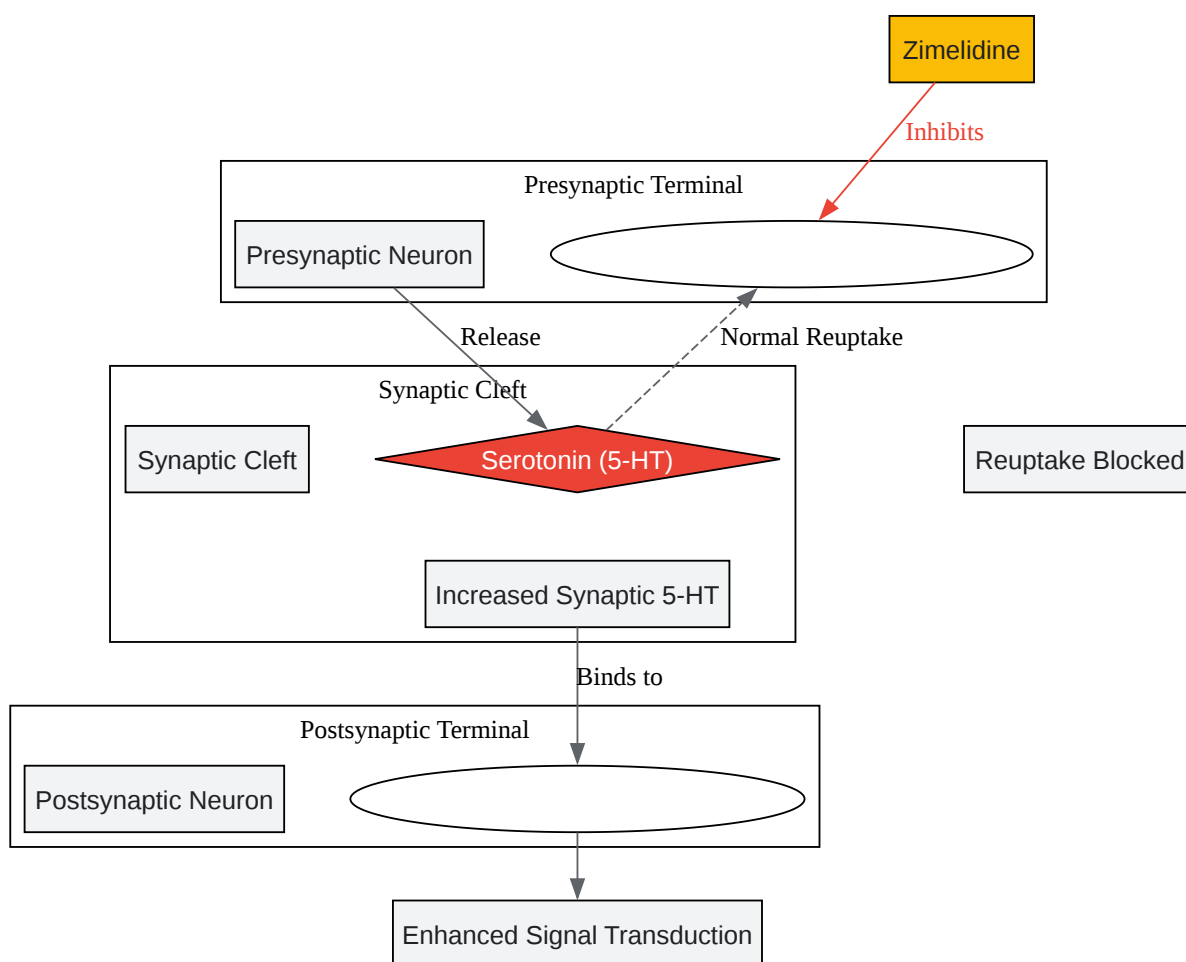 Zimelidine
Inhibits
Presynaptic Terminal
Presynaptic Neuron
Release
Normal Reuptake
Synaptic Cleft
Synaptic Cleft
Serotonin (5-HT)
Reuptake Blocked
Increased Synaptic 5-HT
Binds to
Postsynaptic Terminal
Postsynaptic Neuron
Enhanced Signal Transduction